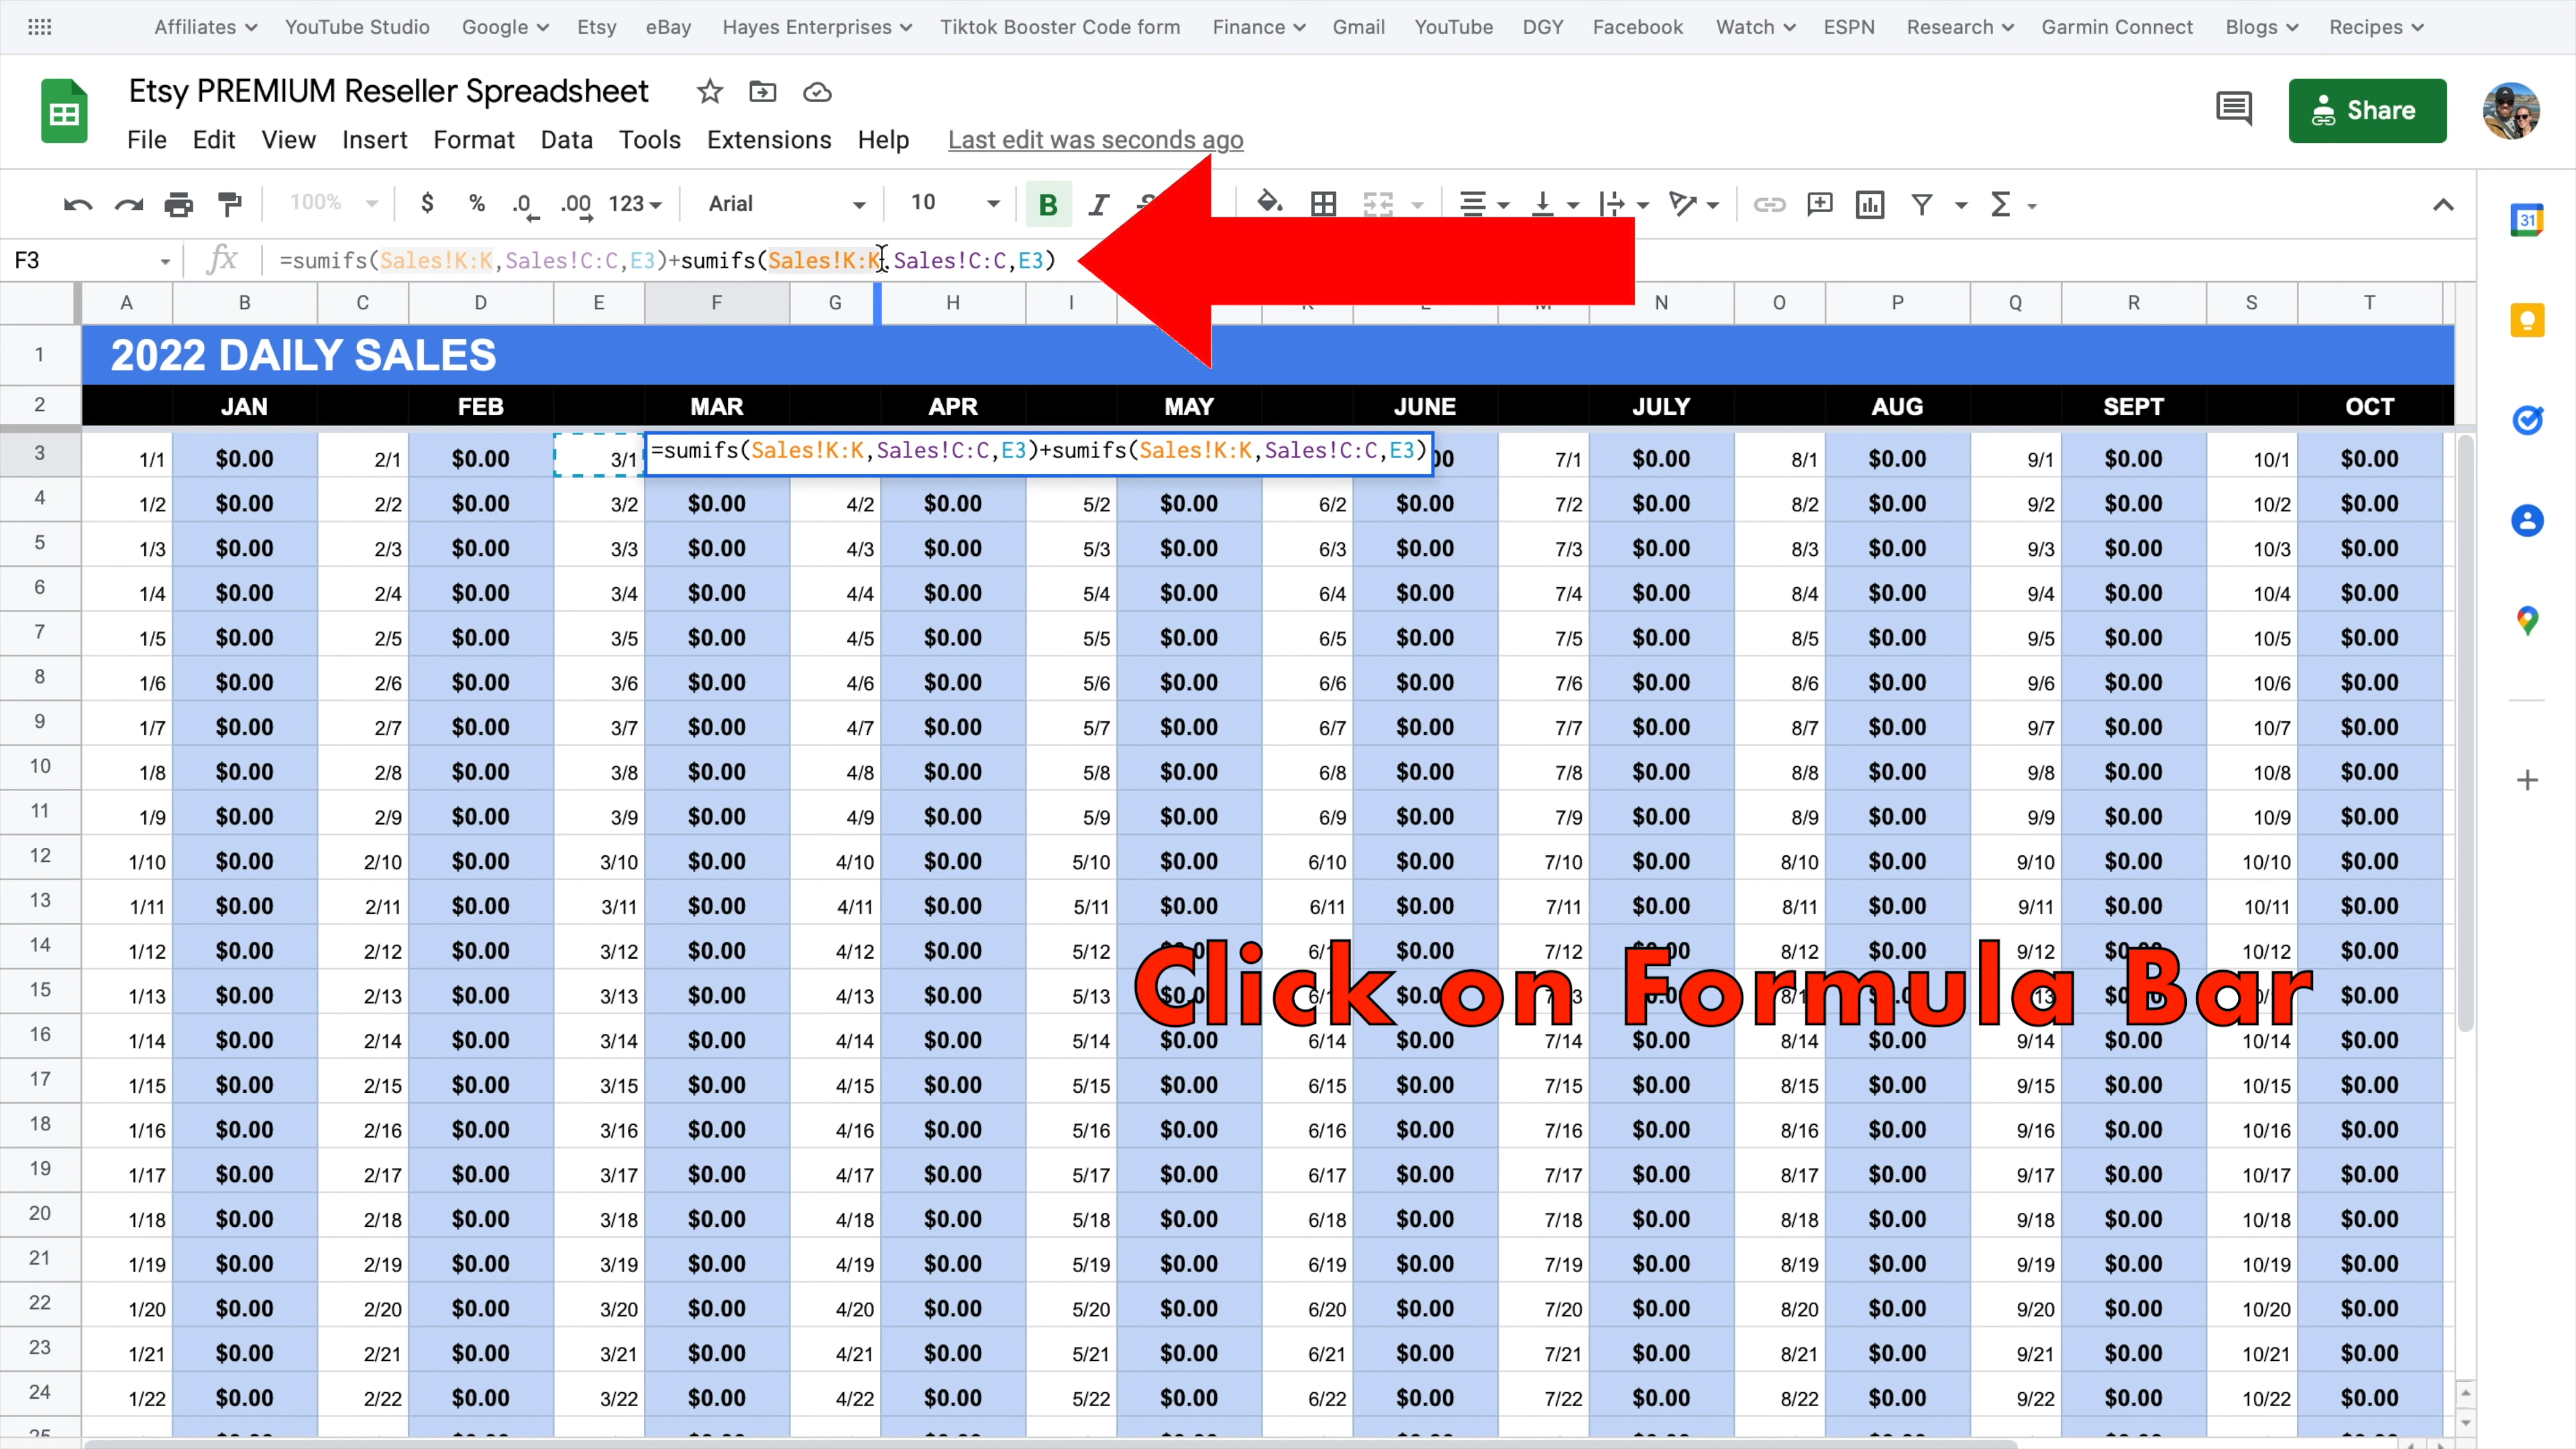 Affiliates YouTube Studio Google Etsy eBay Hayes Enterprises Tiktok Booster Code form Finance Gmail YouTube DGY Facebook Watch ESPN Research Garmin Connect Blogs Recipes
Etsy PREMIUM Reseller Spreadsheet
Share
File Edit View Insert Format Data Tools Extensions Help Last edit was seconds ago
100% $ % .0 .00 123 Arial 10 B I Σ 31
F3 fx =sumifs(Sales!K:K,Sales!C:C,E3)+sumifs(Sales!K:K,Sales!C:C,E3)
A B C D E F G H I N O P Q R S T
1 2022 DAILY SALES
2 JAN FEB MAR APR MAY JUNE JULY AUG SEPT OCT
3 1/1 $0.00 2/1 $0.00 3/1 =sumifs(Sales!K:K,Sales!C:C,E3)+sumifs(Sales!K:K,Sales!C:C,E3) 7/1 $0.00 8/1 $0.00 9/1 $0.00 10/1 $0.00
4 1/2 $0.00 2/2 $0.00 3/2 $0.00 4/2 $0.00 5/2 $0.00 6/2 $0.00 7/2 $0.00 8/2 $0.00 9/2 $0.00 10/2 $0.00
5 1/3 $0.00 2/3 $0.00 3/3 $0.00 4/3 $0.00 5/3 $0.00 6/3 $0.00 7/3 $0.00 8/3 $0.00 9/3 $0.00 10/3 $0.00
6 1/4 $0.00 2/4 $0.00 3/4 $0.00 4/4 $0.00 5/4 $0.00 6/4 $0.00 7/4 $0.00 8/4 $0.00 9/4 $0.00 10/4 $0.00
7 1/5 $0.00 2/5 $0.00 3/5 $0.00 4/5 $0.00 5/5 $0.00 6/5 $0.00 7/5 $0.00 8/5 $0.00 9/5 $0.00 10/5 $0.00
8 1/6 $0.00 2/6 $0.00 3/6 $0.00 4/6 $0.00 5/6 $0.00 6/6 $0.00 7/6 $0.00 8/6 $0.00 9/6 $0.00 10/6 $0.00
9 1/7 $0.00 2/7 $0.00 3/7 $0.00 4/7 $0.00 5/7 $0.00 6/7 $0.00 7/7 $0.00 8/7 $0.00 9/7 $0.00 10/7 $0.00
10 1/8 $0.00 2/8 $0.00 3/8 $0.00 4/8 $0.00 5/8 $0.00 6/8 $0.00 7/8 $0.00 8/8 $0.00 9/8 $0.00 10/8 $0.00
11 1/9 $0.00 2/9 $0.00 3/9 $0.00 4/9 $0.00 5/9 $0.00 6/9 $0.00 7/9 $0.00 8/9 $0.00 9/9 $0.00 10/9 $0.00
12 1/10 $0.00 2/10 $0.00 3/10 $0.00 4/10 $0.00 5/10 $0.00 6/10 $0.00 7/10 $0.00 8/10 $0.00 9/10 $0.00 10/10 $0.00
13 1/11 $0.00 2/11 $0.00 3/11 $0.00 4/11 $0.00 5/11 $0.00 6/11 $0.00 7/11 $0.00 8/11 $0.00 9/11 $0.00 10/11 $0.00
14 1/12 $0.00 2/12 $0.00 3/12 $0.00 4/12 $0.00 5/12 $0.00 7/12 $0.00 8/12 $0.00 9/12 10/12 $0.00
15 1/13 $0.00 2/13 $0.00 3/13 $0.00 4/13 $0.00 5/13 $0.00
Click on Formula Bar
16 1/14 $0.00 2/14 $0.00 3/14 $0.00 4/14 $0.00 5/14 $0.00 6/14 $0.00 7/14 $0.00 8/14 $0.00 9/14 $0.00 10/14 $0.00
17 1/15 $0.00 2/15 $0.00 3/15 $0.00 4/15 $0.00 5/15 $0.00 6/15 $0.00 7/15 $0.00 8/15 $0.00 9/15 $0.00 10/15 $0.00
18 1/16 $0.00 2/16 $0.00 3/16 $0.00 4/16 $0.00 5/16 $0.00 6/16 $0.00 7/16 $0.00 8/16 $0.00 9/16 $0.00 10/16 $0.00
19 1/17 $0.00 2/17 $0.00 3/17 $0.00 4/17 $0.00 5/17 $0.00 6/17 $0.00 7/17 $0.00 8/17 $0.00 9/17 $0.00 10/17 $0.00
20 1/18 $0.00 2/18 $0.00 3/18 $0.00 4/18 $0.00 5/18 $0.00 6/18 $0.00 7/18 $0.00 8/18 $0.00 9/18 $0.00 10/18 $0.00
21 1/19 $0.00 2/19 $0.00 3/19 $0.00 4/19 $0.00 5/19 $0.00 6/19 $0.00 7/19 $0.00 8/19 $0.00 9/19 $0.00 10/19 $0.00
22 1/20 $0.00 2/20 $0.00 3/20 $0.00 4/20 $0.00 5/20 $0.00 6/20 $0.00 7/20 $0.00 8/20 $0.00 9/20 $0.00 10/20 $0.00
23 1/21 $0.00 2/21 $0.00 3/21 $0.00 4/21 $0.00 5/21 $0.00 6/21 $0.00 7/21 $0.00 8/21 $0.00 9/21 $0.00 10/21 $0.00
24 1/22 $0.00 2/22 $0.00 3/22 $0.00 4/22 $0.00 5/22 $0.00 6/22 $0.00 7/22 $0.00 8/22 $0.00 9/22 $0.00 10/22 $0.00